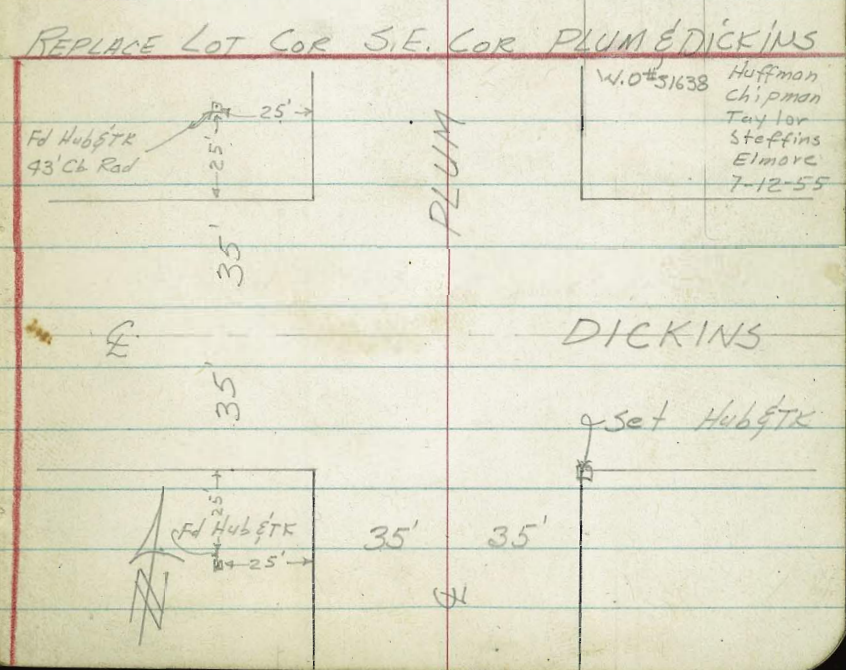 REPLACE LOT COR S.E. COR PLUM & DICKINS
W.O# 51638
Huffman
Chipman
Taylor
Steffins
Elmore
7-12-55
25'
25'
Fd Hub & TK
43' Cb Rad
PLUM
35'
℄
DICKINS
35'
Set Hub & TK
25'
Fd Hub & TK
25'
35' 35'
℄
N